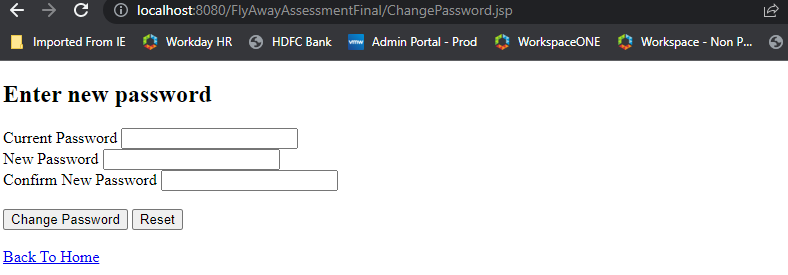 localhost:8080/FlyAwayAssessmentFinal/ChangePassword.jsp
Imported From IE Workday HR HDFC Bank vmw Admin Portal - Prod WorkspaceONE Workspace - Non P...
Enter new password
Current Password
New Password
Confirm New Password
Change Password Reset
Back To Home